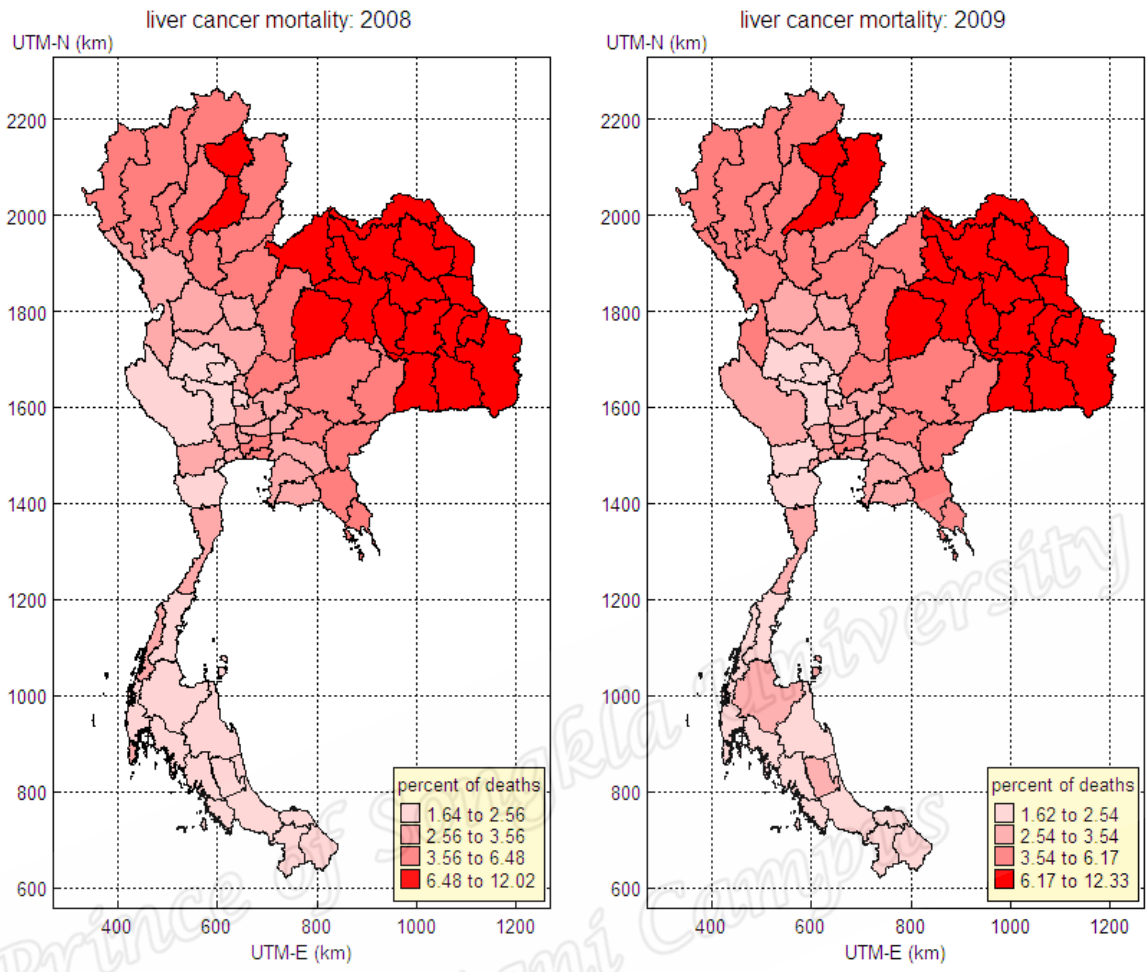 liver cancer mortality: 2008
UTM-N (km)
2200
2000
1800
1600
1400
1200
1000
800
600
400 600 800 1000 1200
UTM-E (km)
percent of deaths
1.64 to 2.56
2.56 to 3.56
3.56 to 6.48
6.48 to 12.02
liver cancer mortality: 2009
UTM-N (km)
2200
2000
1800
1600
1400
1200
1000
800
600
400 600 800 1000 1200
UTM-E (km)
percent of deaths
1.62 to 2.54
2.54 to 3.54
3.54 to 6.17
6.17 to 12.33
Prince of Songkla University
Campus